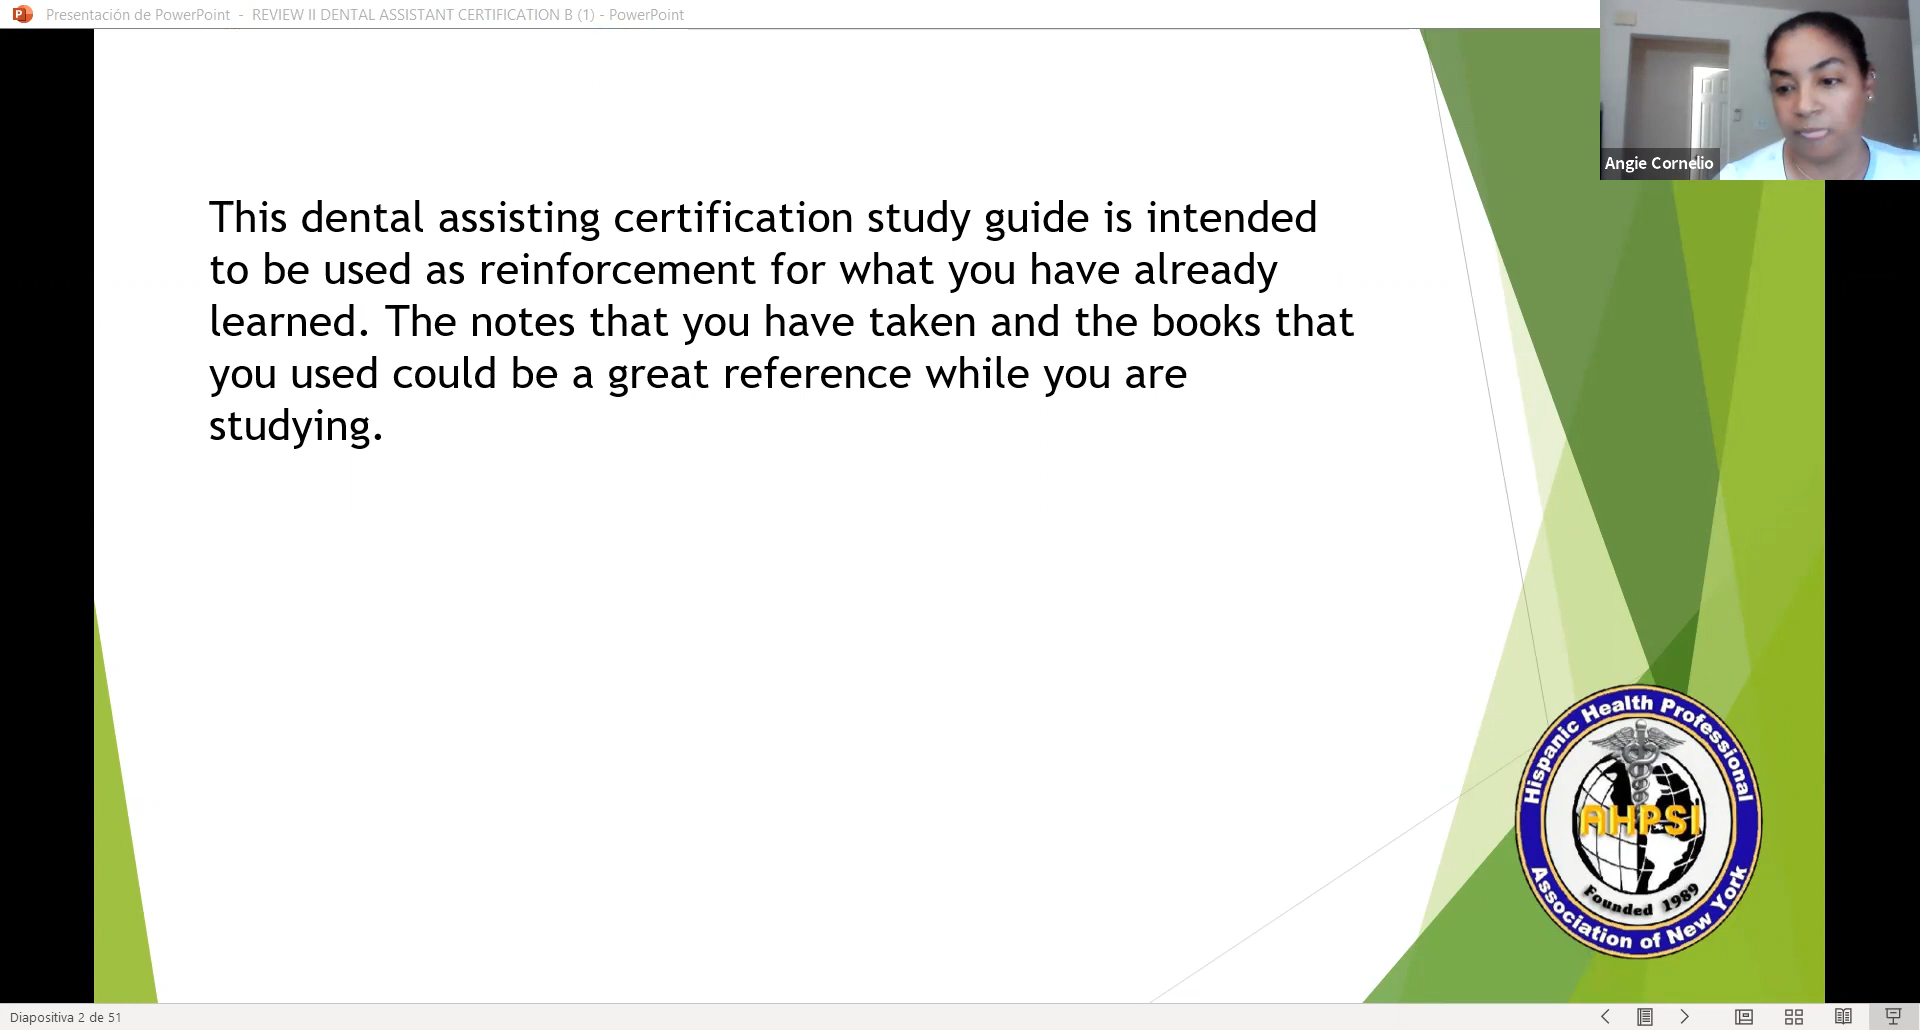 Presentación de PowerPoint - REVIEW II DENTAL ASSISTANT CERTIFICATION B (1) - PowerPoint
Angie Cornelio
This dental assisting certification study guide is intended
to be used as reinforcement for what you have already
learned. The notes that you have taken and the books that
you used could be a great reference while you are
studying.
Hispanic Health Professional
AHPSI
Founded 1989
Association of New York
Diapositiva 2 de 51